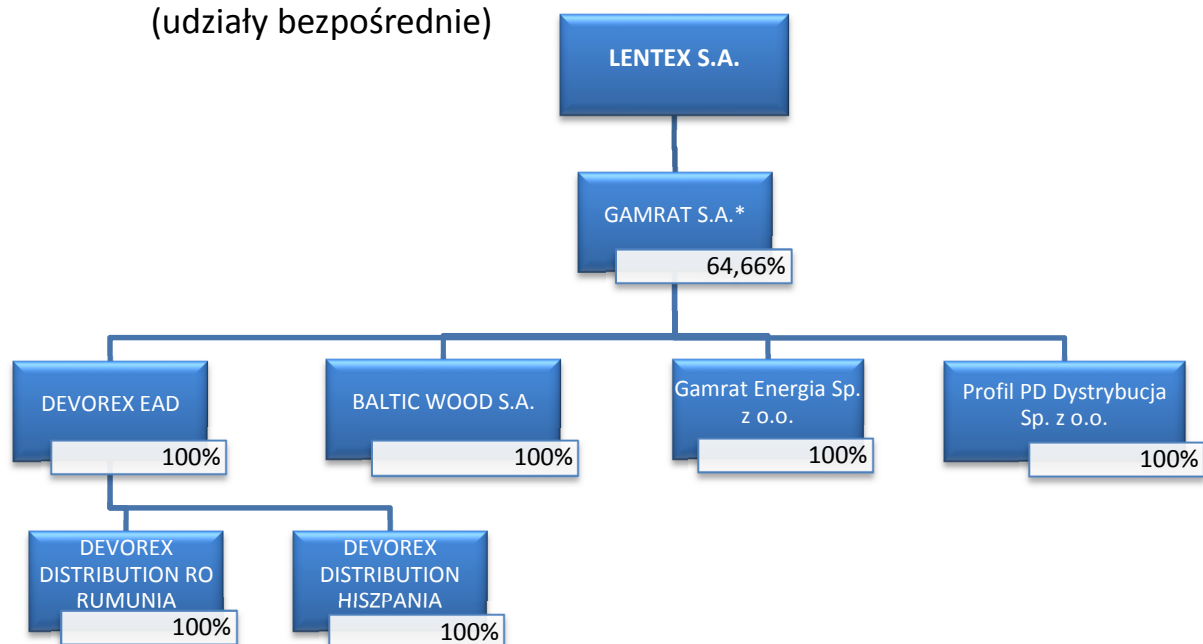 (udziały bezpośrednie)
LENTEX S.A.
GAMRAT S.A.*
64,66%
DEVOREX EAD
100%
BALTIC WOOD S.A.
100%
Gamrat Energia Sp.
z o.o.
100%
Profil PD Dystrybucja
Sp. z o.o.
100%
DEVOREX
DISTRIBUTION RO
RUMUNIA
100%
DEVOREX
DISTRIBUTION
HISZPANIA
100%